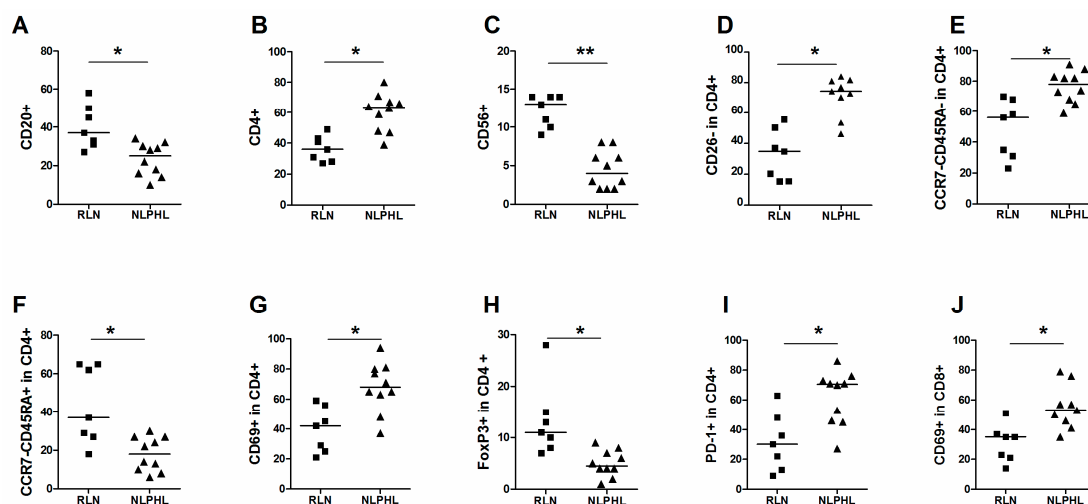 A
CD20+
80
60
40
20
0
*
RLN NLPHL
B
CD4+
100
80
60
40
20
0
*
RLN NLPHL
C
CD56+
20
15
10
5
0
**
RLN NLPHL
D
CD26- in CD4+
100
80
60
40
20
0
*
RLN NLPHL
E
CCR7-CD45RA- in CD4+
100
80
60
40
20
0
*
RLN NLPHL
F
CCR7-CD45RA+ in CD4+
80
60
40
20
0
*
RLN NLPHL
G
CD69+ in CD4+
100
80
60
40
20
0
*
RLN NLPHL
H
FoxP3+ in CD4 +
30
20
10
0
*
RLN NLPHL
I
PD-1+ in CD4+
100
80
60
40
20
0
*
RLN NLPHL
J
CD69+ in CD8+
100
80
60
40
20
0
*
RLN NLPHL